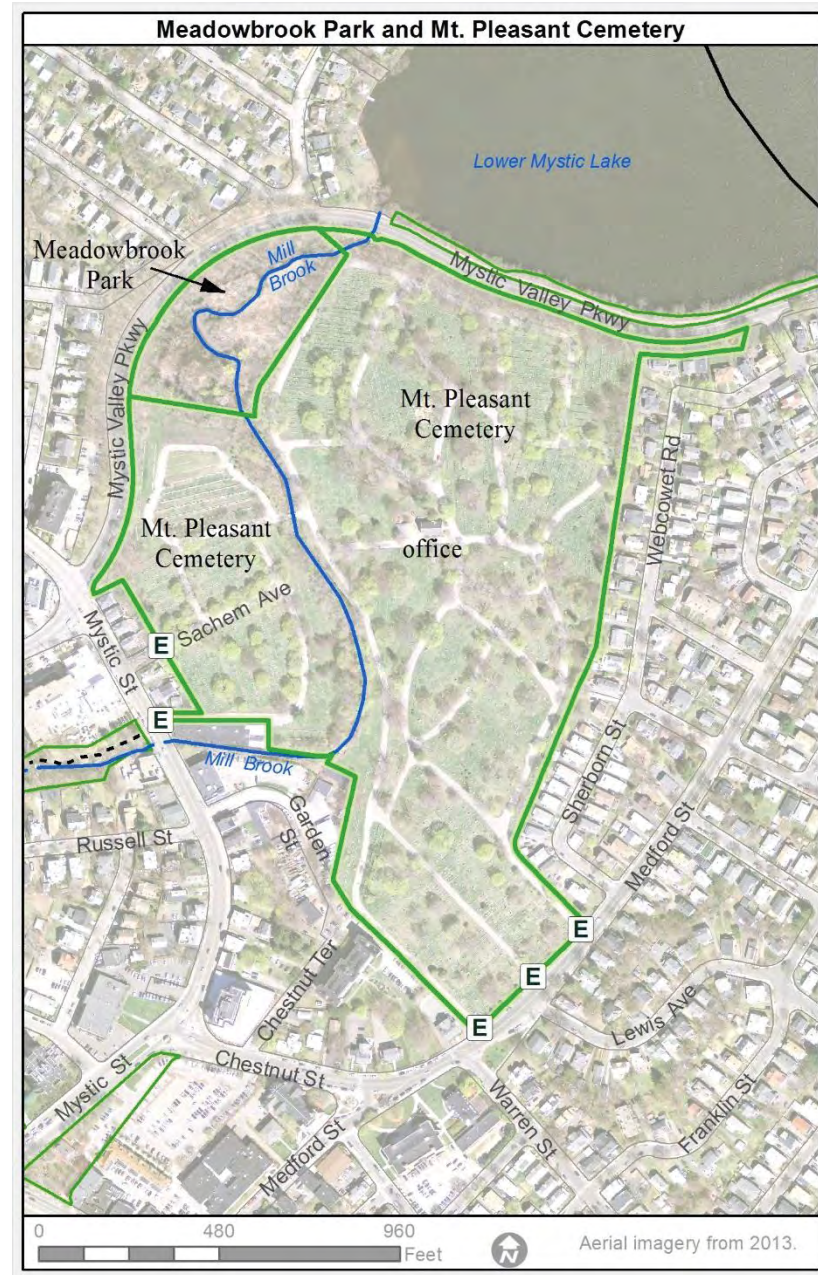 Meadowbrook Park and Mt. Pleasant Cemetery
Lower Mystic Lake
Meadowbrook
Park
Mill
Brook
Mystic Valley Pkwy
Mystic Valley Pkwy
Mt. Pleasant
Cemetery
Webcowet Rd
Mt. Pleasant
Cemetery
office
Sachem Ave
E
Mystic St
E
Mill Brook
Sherborn St
Garden
St
Russell St
Medford St
E
E
Chestnut Ter
E
Lewis Ave
Chestnut St
Mystic St
Warren St
Franklin St
Medford St
0 480 960
Feet
N
Aerial imagery from 2013.